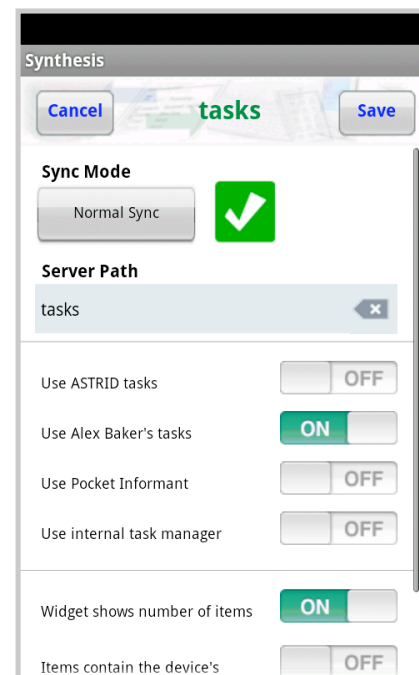 Synthesis
Cancel tasks Save
Sync Mode
Normal Sync
Server Path
tasks
Use ASTRID tasks OFF
Use Alex Baker's tasks ON
Use Pocket Informant OFF
Use internal task manager OFF
Widget shows number of items ON
Items contain the device's OFF